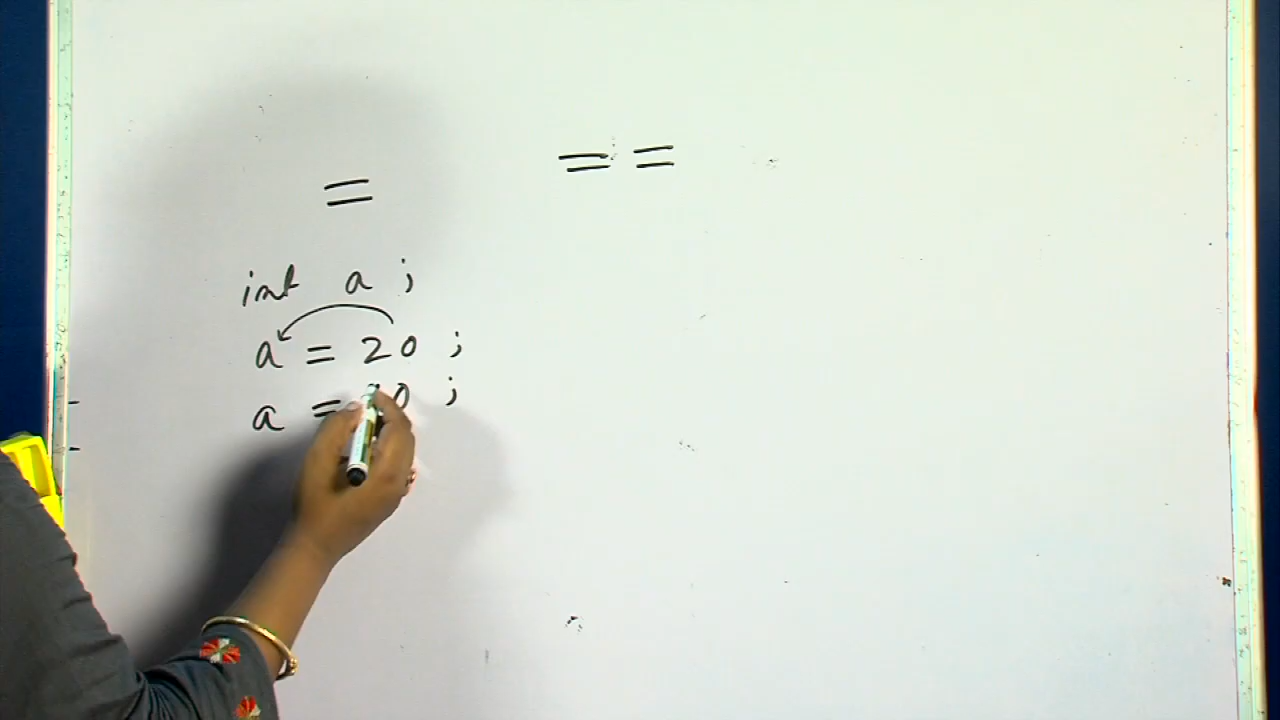 = ==
int a ;
a = 20 ;
a = ;